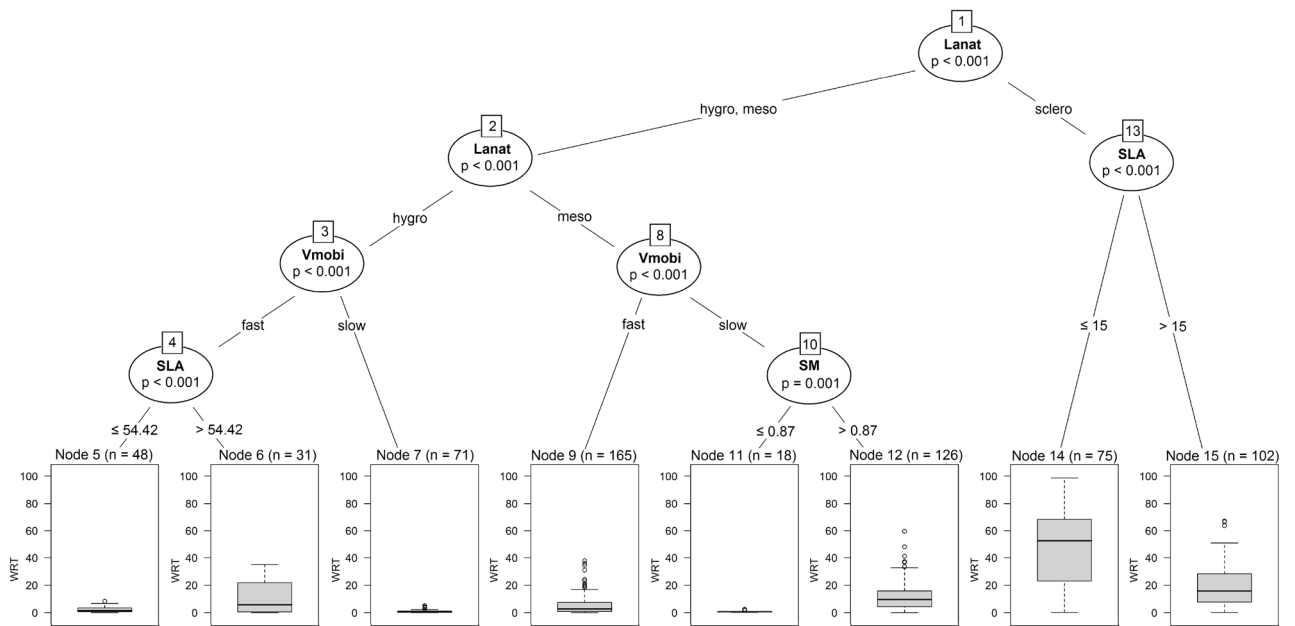 1
Lanat
p < 0.001
hygro, meso
sclero
2
Lanat
p < 0.001
13
SLA
p < 0.001
hygro
meso
3
Vmobi
p < 0.001
8
Vmobi
p < 0.001
fast
slow
fast
slow
≤ 15
> 15
4
SLA
p < 0.001
10
SM
p = 0.001
≤ 54.42
> 54.42
≤ 0.87
> 0.87
Node 5 (n = 48)
Node 6 (n = 31)
Node 7 (n = 71)
Node 9 (n = 165)
Node 11 (n = 18)
Node 12 (n = 126)
Node 14 (n = 75)
Node 15 (n = 102)
WRT
100
80
60
40
20
0
WRT
100
80
60
40
20
0
WRT
100
80
60
40
20
0
WRT
100
80
60
40
20
0
WRT
100
80
60
40
20
0
WRT
100
80
60
40
20
0
WRT
100
80
60
40
20
0
WRT
100
80
60
40
20
0